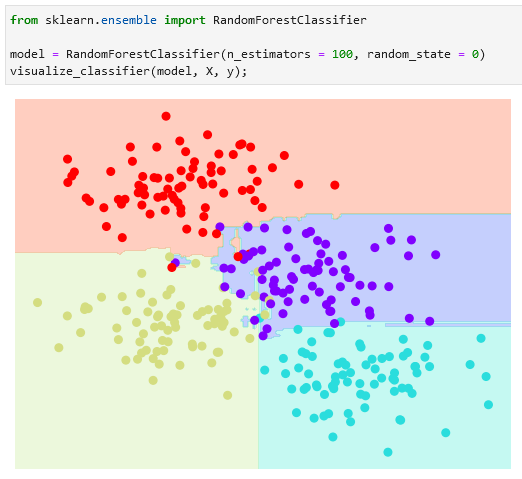 from sklearn.ensemble import RandomForestClassifier
model = RandomForestClassifier(n_estimators = 100, random_state = 0)
visualize_classifier(model, X, y);